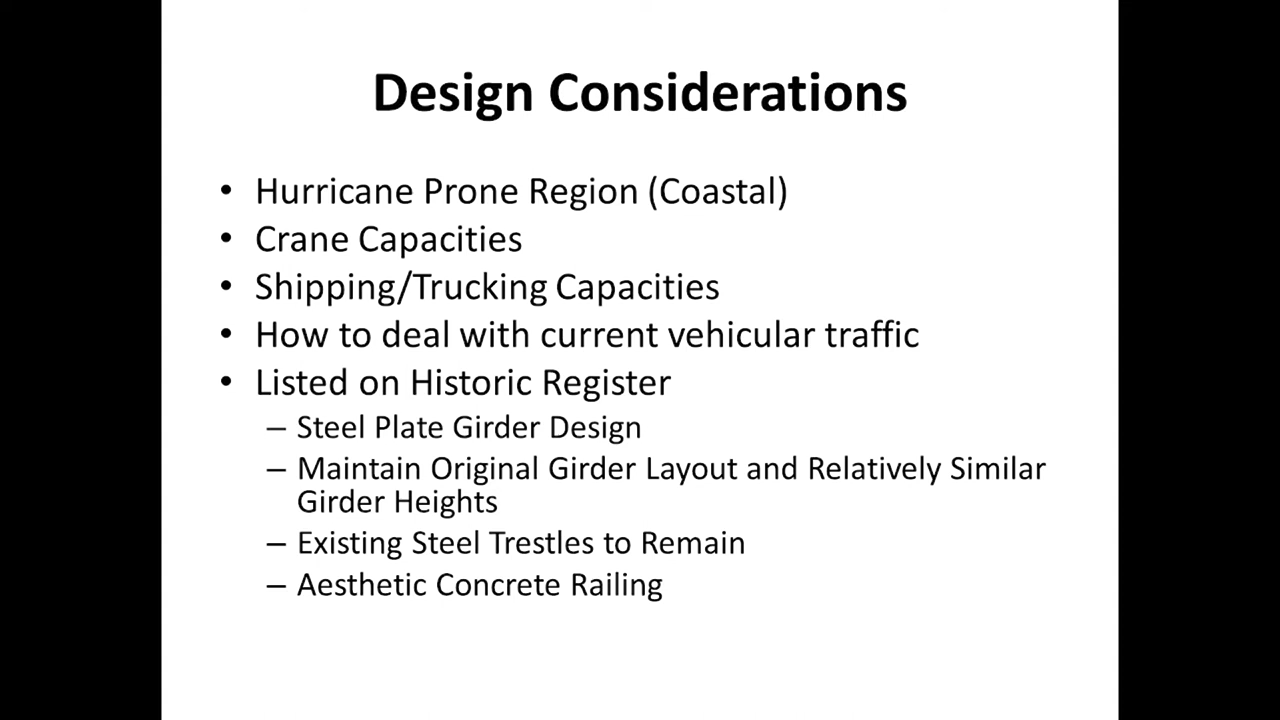 Design Considerations
• Hurricane Prone Region (Coastal)
• Crane Capacities
• Shipping/Trucking Capacities
• How to deal with current vehicular traffic
• Listed on Historic Register
– Steel Plate Girder Design
– Maintain Original Girder Layout and Relatively Similar
Girder Heights
– Existing Steel Trestles to Remain
– Aesthetic Concrete Railing